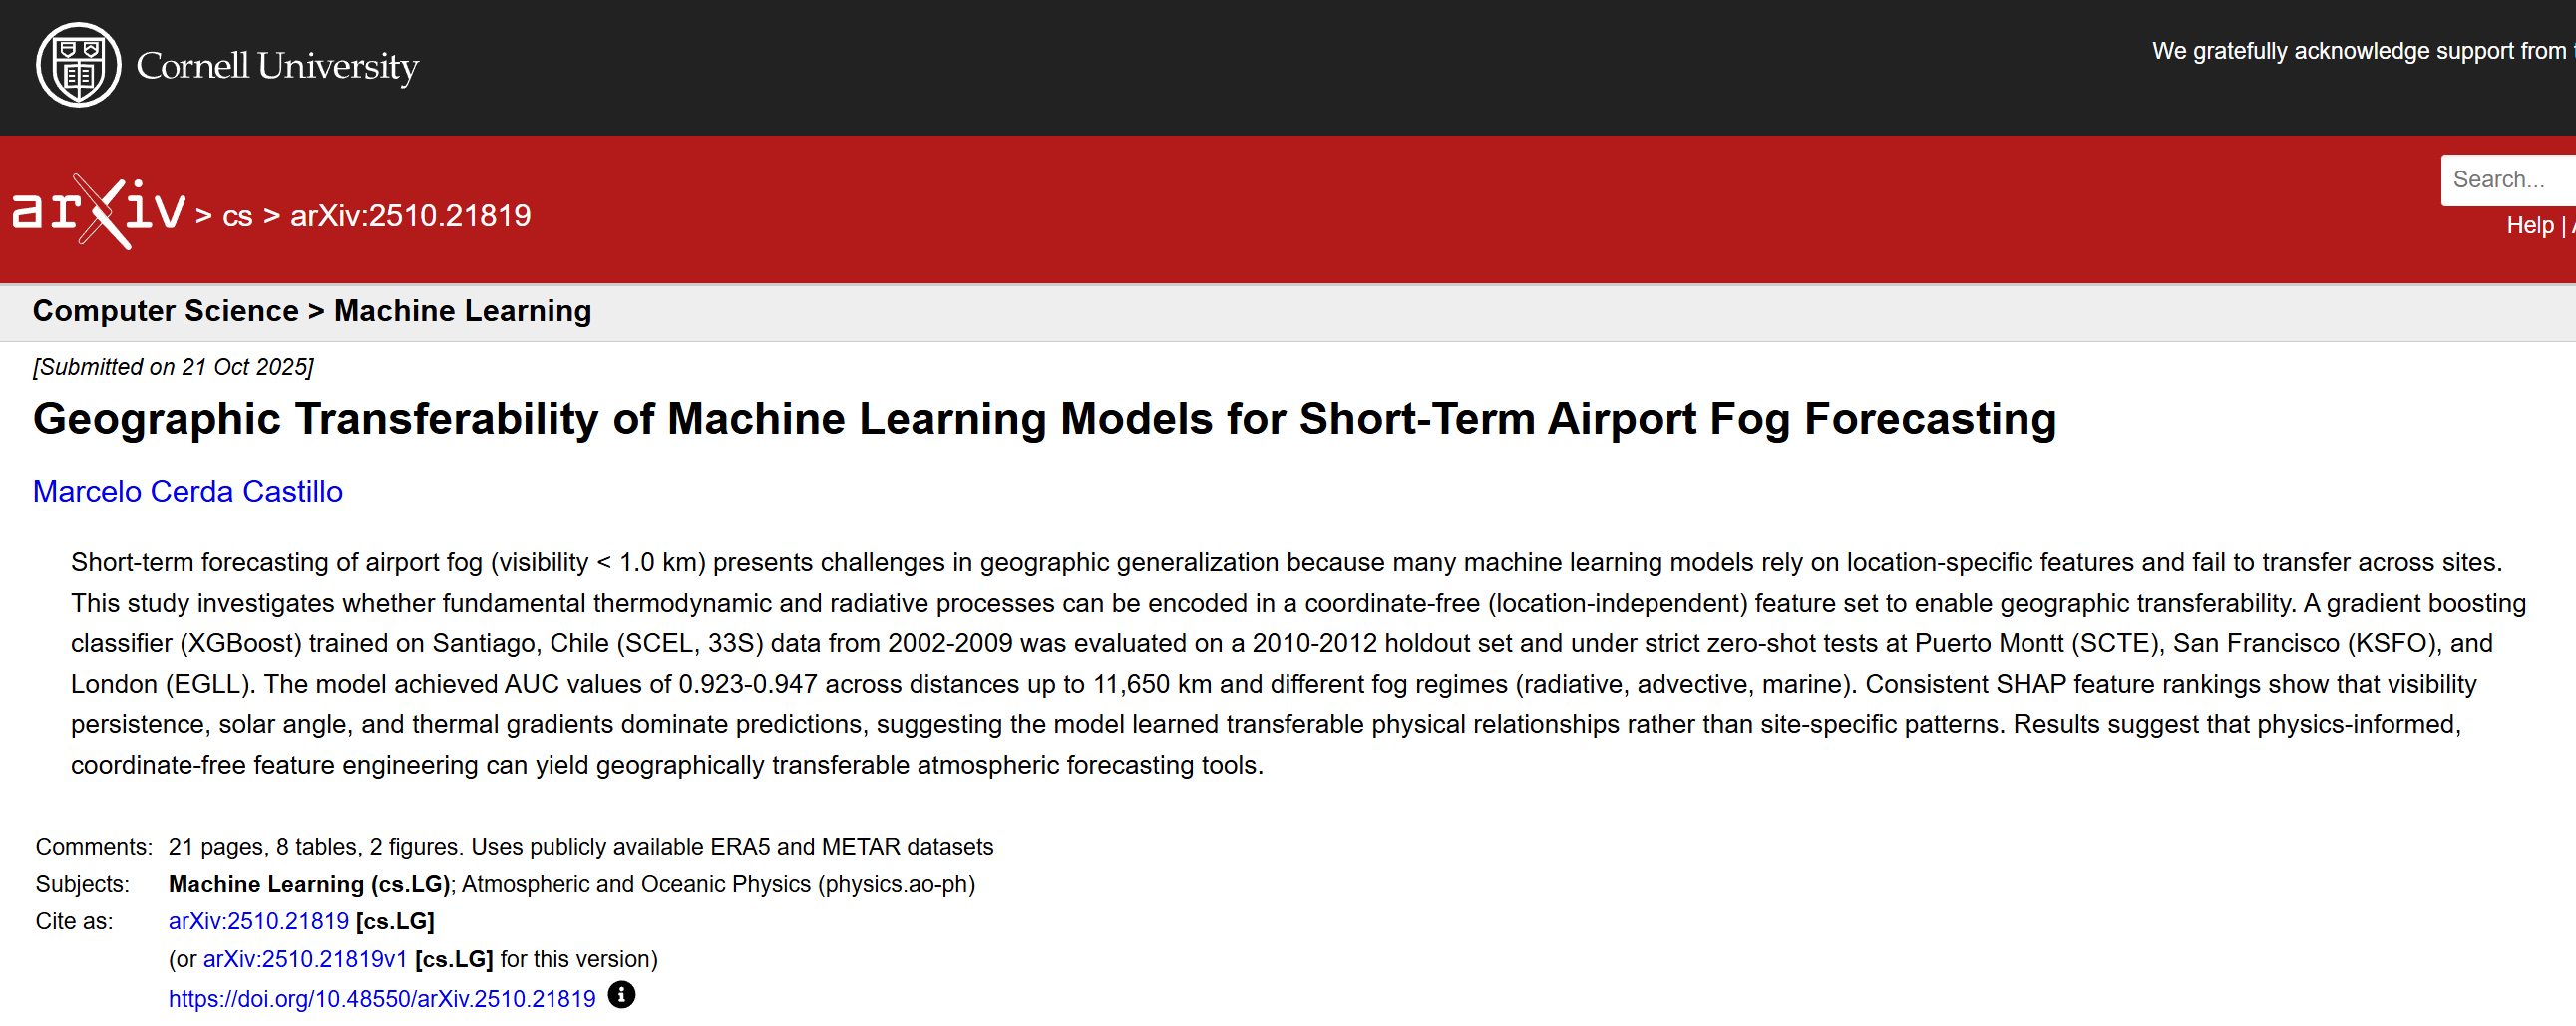 Cornell University
We gratefully acknowledge support from
arXiv > cs > arXiv:2510.21819
Search...
Help |
Computer Science > Machine Learning
[Submitted on 21 Oct 2025]
Geographic Transferability of Machine Learning Models for Short-Term Airport Fog Forecasting
Marcelo Cerda Castillo
Short-term forecasting of airport fog (visibility < 1.0 km) presents challenges in geographic generalization because many machine learning models rely on location-specific features and fail to transfer across sites.
This study investigates whether fundamental thermodynamic and radiative processes can be encoded in a coordinate-free (location-independent) feature set to enable geographic transferability. A gradient boosting
classifier (XGBoost) trained on Santiago, Chile (SCEL, 33S) data from 2002-2009 was evaluated on a 2010-2012 holdout set and under strict zero-shot tests at Puerto Montt (SCTE), San Francisco (KSFO), and
London (EGLL). The model achieved AUC values of 0.923-0.947 across distances up to 11,650 km and different fog regimes (radiative, advective, marine). Consistent SHAP feature rankings show that visibility
persistence, solar angle, and thermal gradients dominate predictions, suggesting the model learned transferable physical relationships rather than site-specific patterns. Results suggest that physics-informed,
coordinate-free feature engineering can yield geographically transferable atmospheric forecasting tools.
Comments: 21 pages, 8 tables, 2 figures. Uses publicly available ERA5 and METAR datasets
Subjects: Machine Learning (cs.LG); Atmospheric and Oceanic Physics (physics.ao-ph)
Cite as: arXiv:2510.21819 [cs.LG]
(or arXiv:2510.21819v1 [cs.LG] for this version)
https://doi.org/10.48550/arXiv.2510.21819